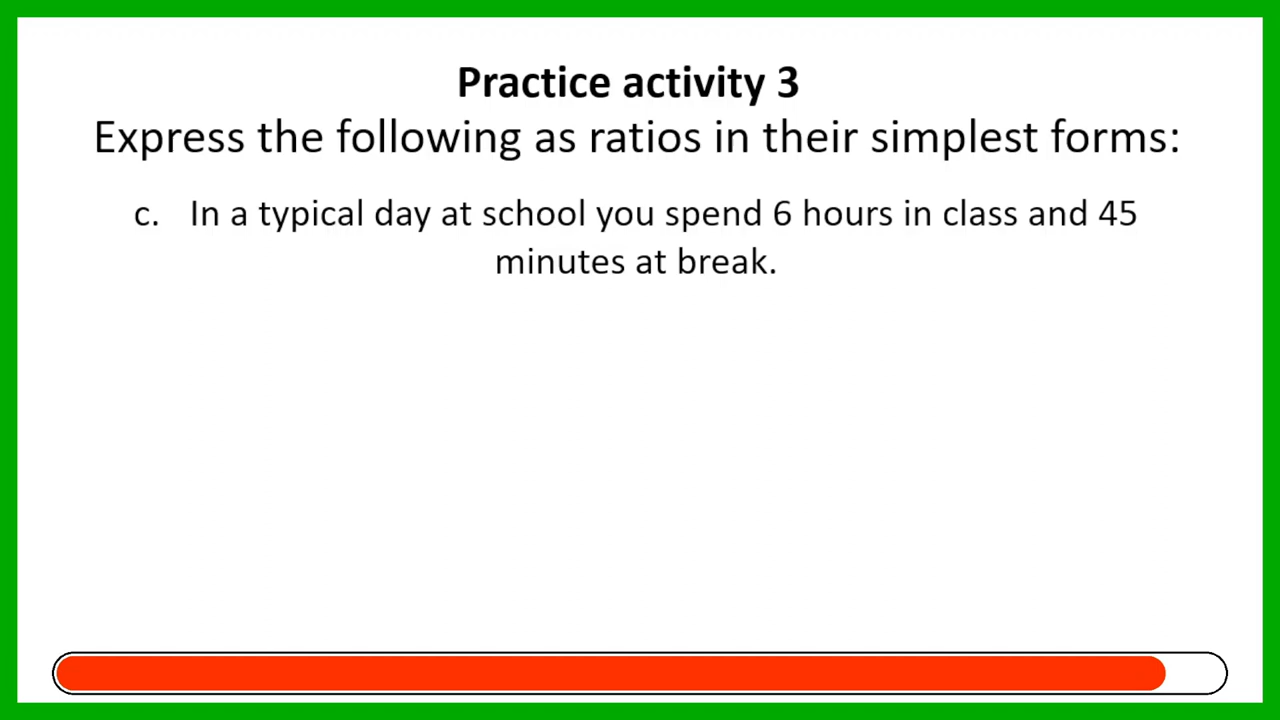 Practice activity 3
Express the following as ratios in their simplest forms:
c. In a typical day at school you spend 6 hours in class and 45
minutes at break.